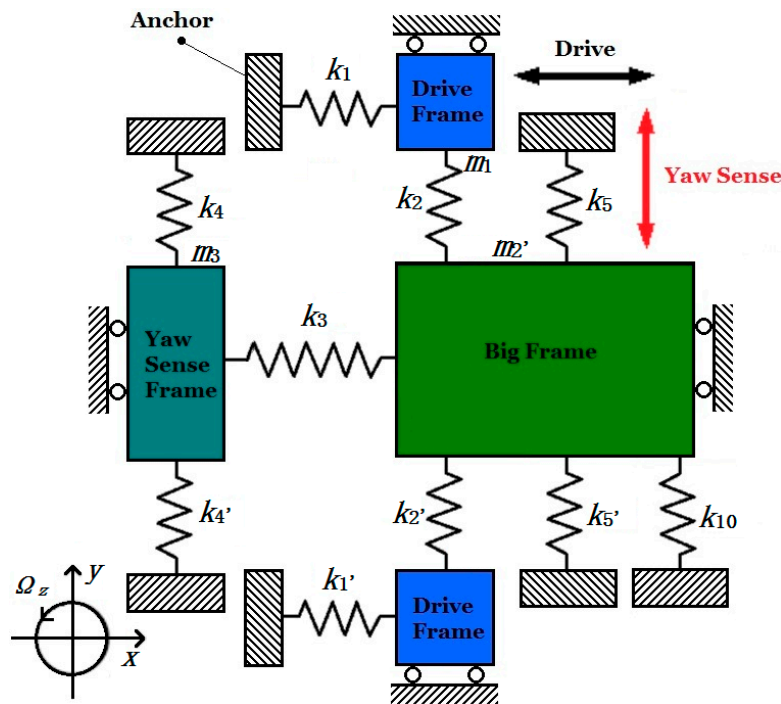 Anchor
k1
Drive
Frame
Drive
m1
k4
k2
k5
Yaw Sense
m3
m2'
k3
Yaw
Sense
Frame
Big Frame
k4'
k2'
k5'
k10
Ωz
y
x
k1'
Drive
Frame